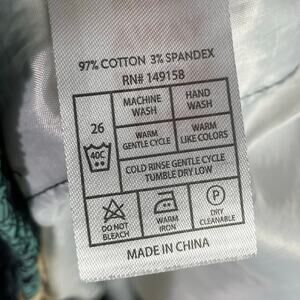 97% COTTON 3% SPANDEX
RN# 149158
26
40C
MACHINE WASH
HAND WASH
WARM GENTLE CYCLE
WARM LIKE COLORS
COLD RINSE GENTLE CYCLE
TUMBLE DRY LOW
DO NOT BLEACH
WARM IRON
P
DRY CLEANABLE
MADE IN CHINA